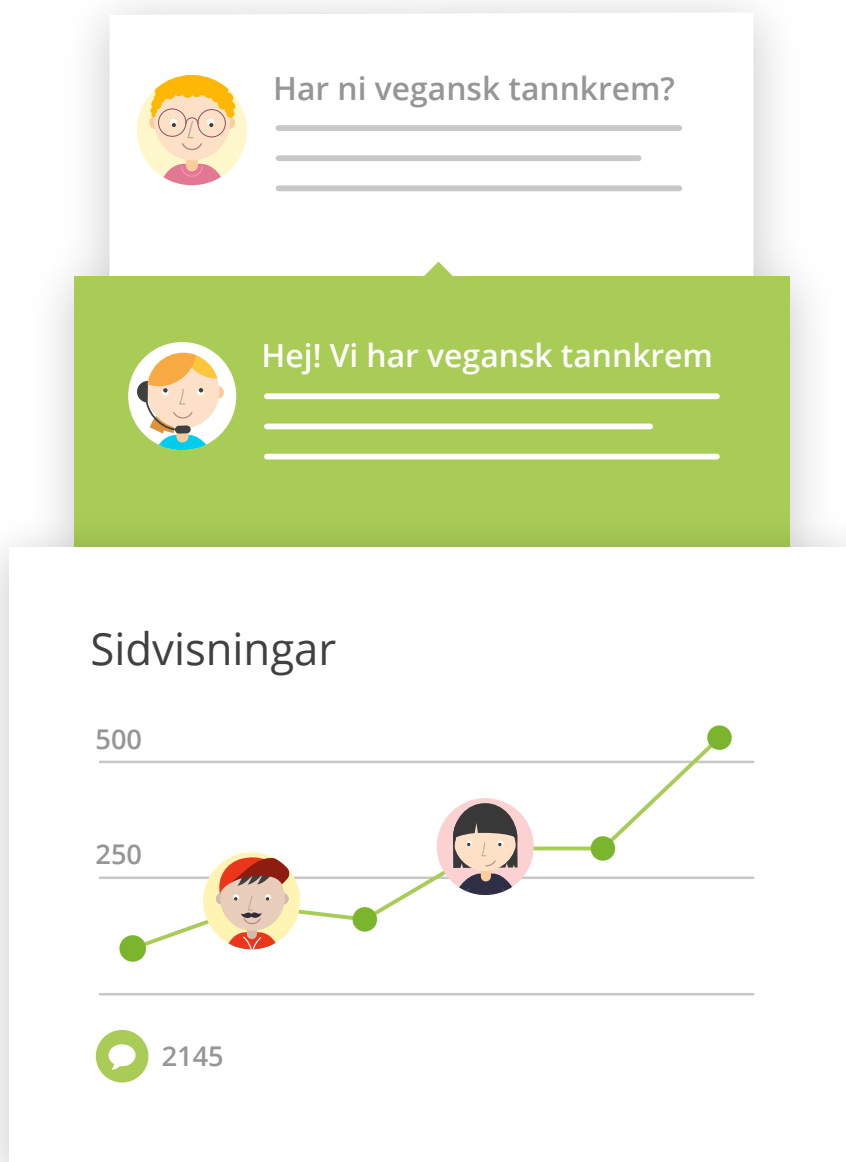 Har ni vegansk tannkrem?
Hej! Vi har vegansk tannkrem
Sidvisningar
500
250
2145